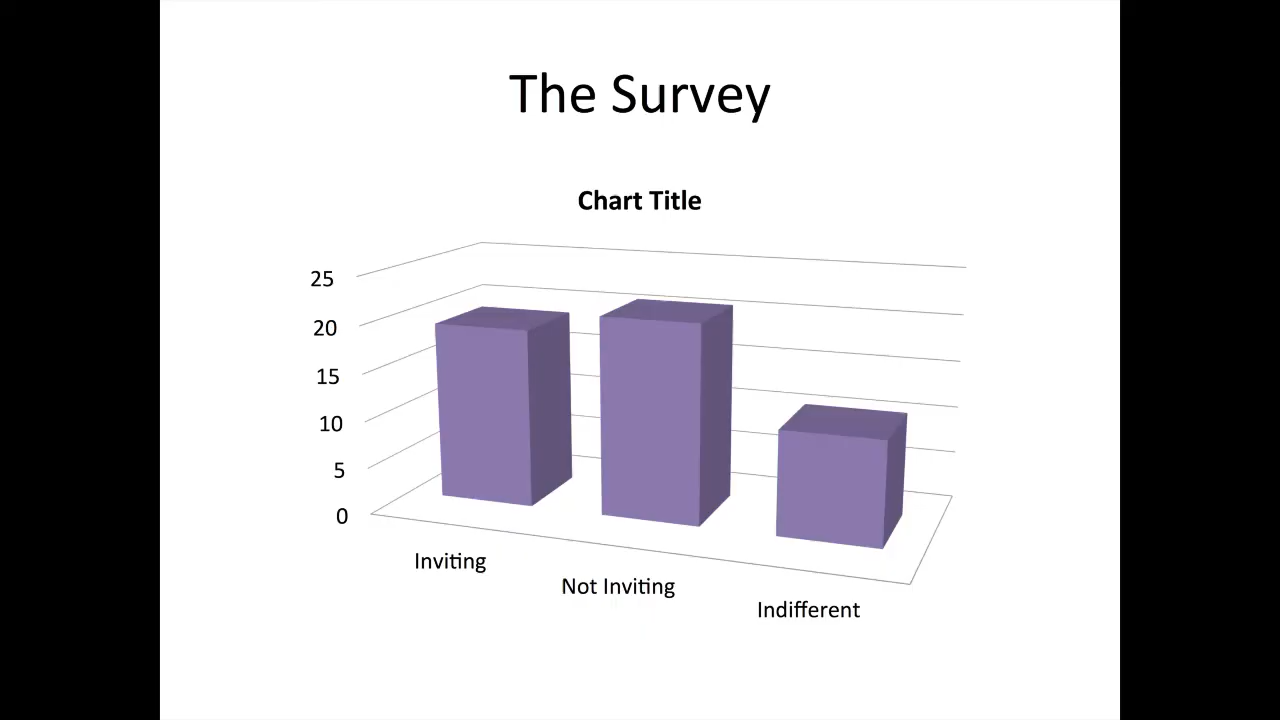 The Survey
Chart Title
25
20
15
10
5
0
Inviting
Not Inviting
Indifferent